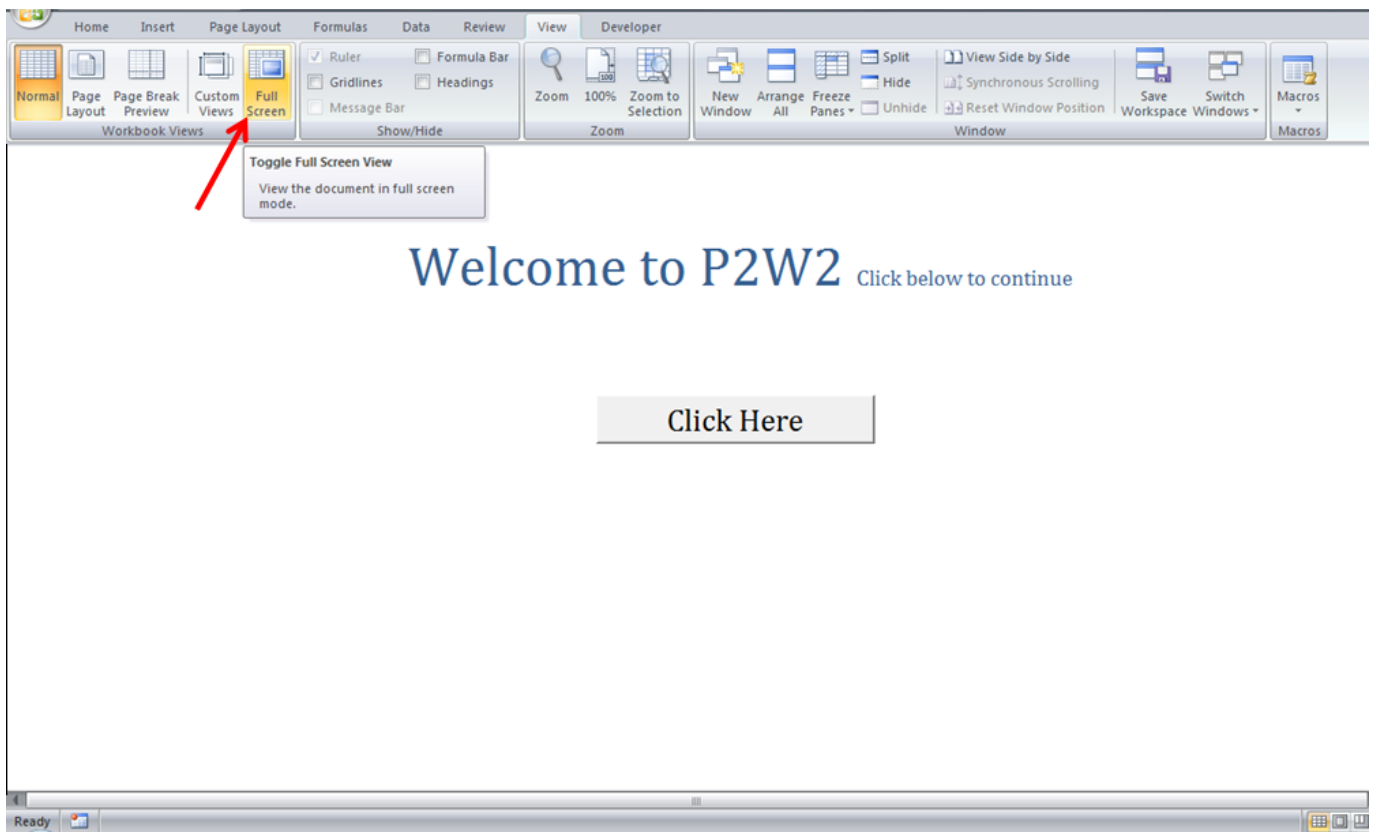 Home Insert Page Layout Formulas Data Review View Developer
Ruler Formula Bar Split View Side by Side
Gridlines Headings Hide Synchronous Scrolling
Normal Page Page Break Custom Full Zoom 100% Zoom to New Arrange Freeze Save Switch Macros
Layout Preview Views Screen Message Bar Selection Window All Panes Unhide Reset Window Position Workspace Windows
Workbook Views Show/Hide Zoom Window Macros
Toggle Full Screen View
View the document in full screen
mode.
Welcome to P2W2 Click below to continue
Click Here
Ready